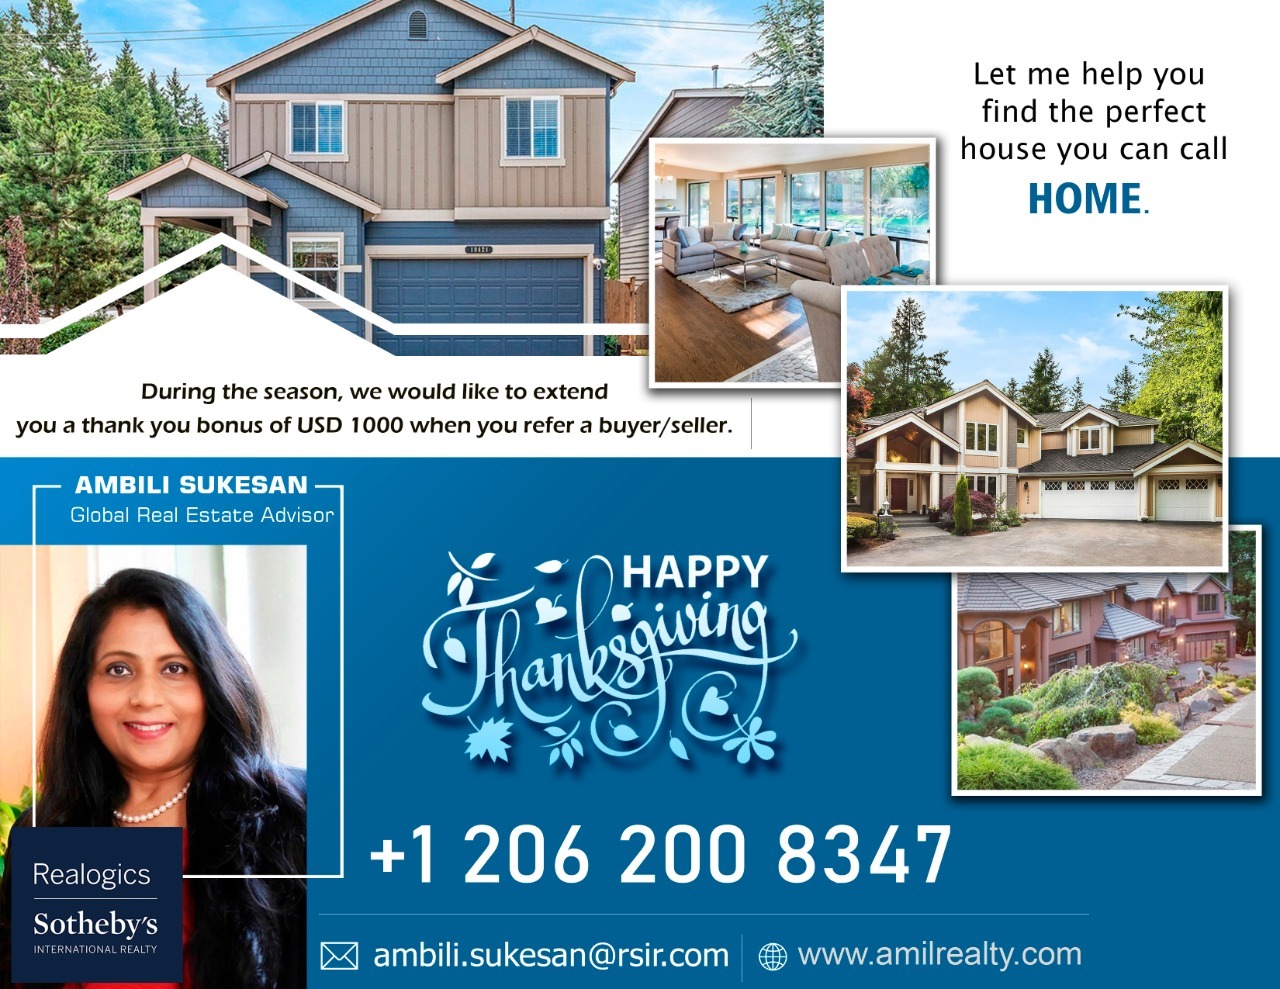 Let me help you
find the perfect
house you can call
HOME.
During the season, we would like to extend
you a thank you bonus of USD 1000 when you refer a buyer/seller.
AMBILI SUKESAN
Global Real Estate Advisor
HAPPY
Thanksgiving
Realogics
Sotheby's
INTERNATIONAL REALTY
+1 206 200 8347
ambili.sukesan@rsir.com
www.amilrealty.com